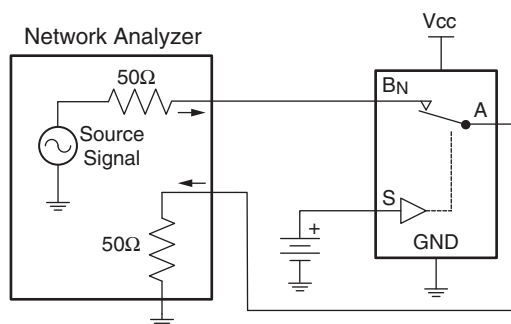 Vcc
Network Analyzer
50Ω
BN
A
Source
Signal
S
+
50Ω
GND